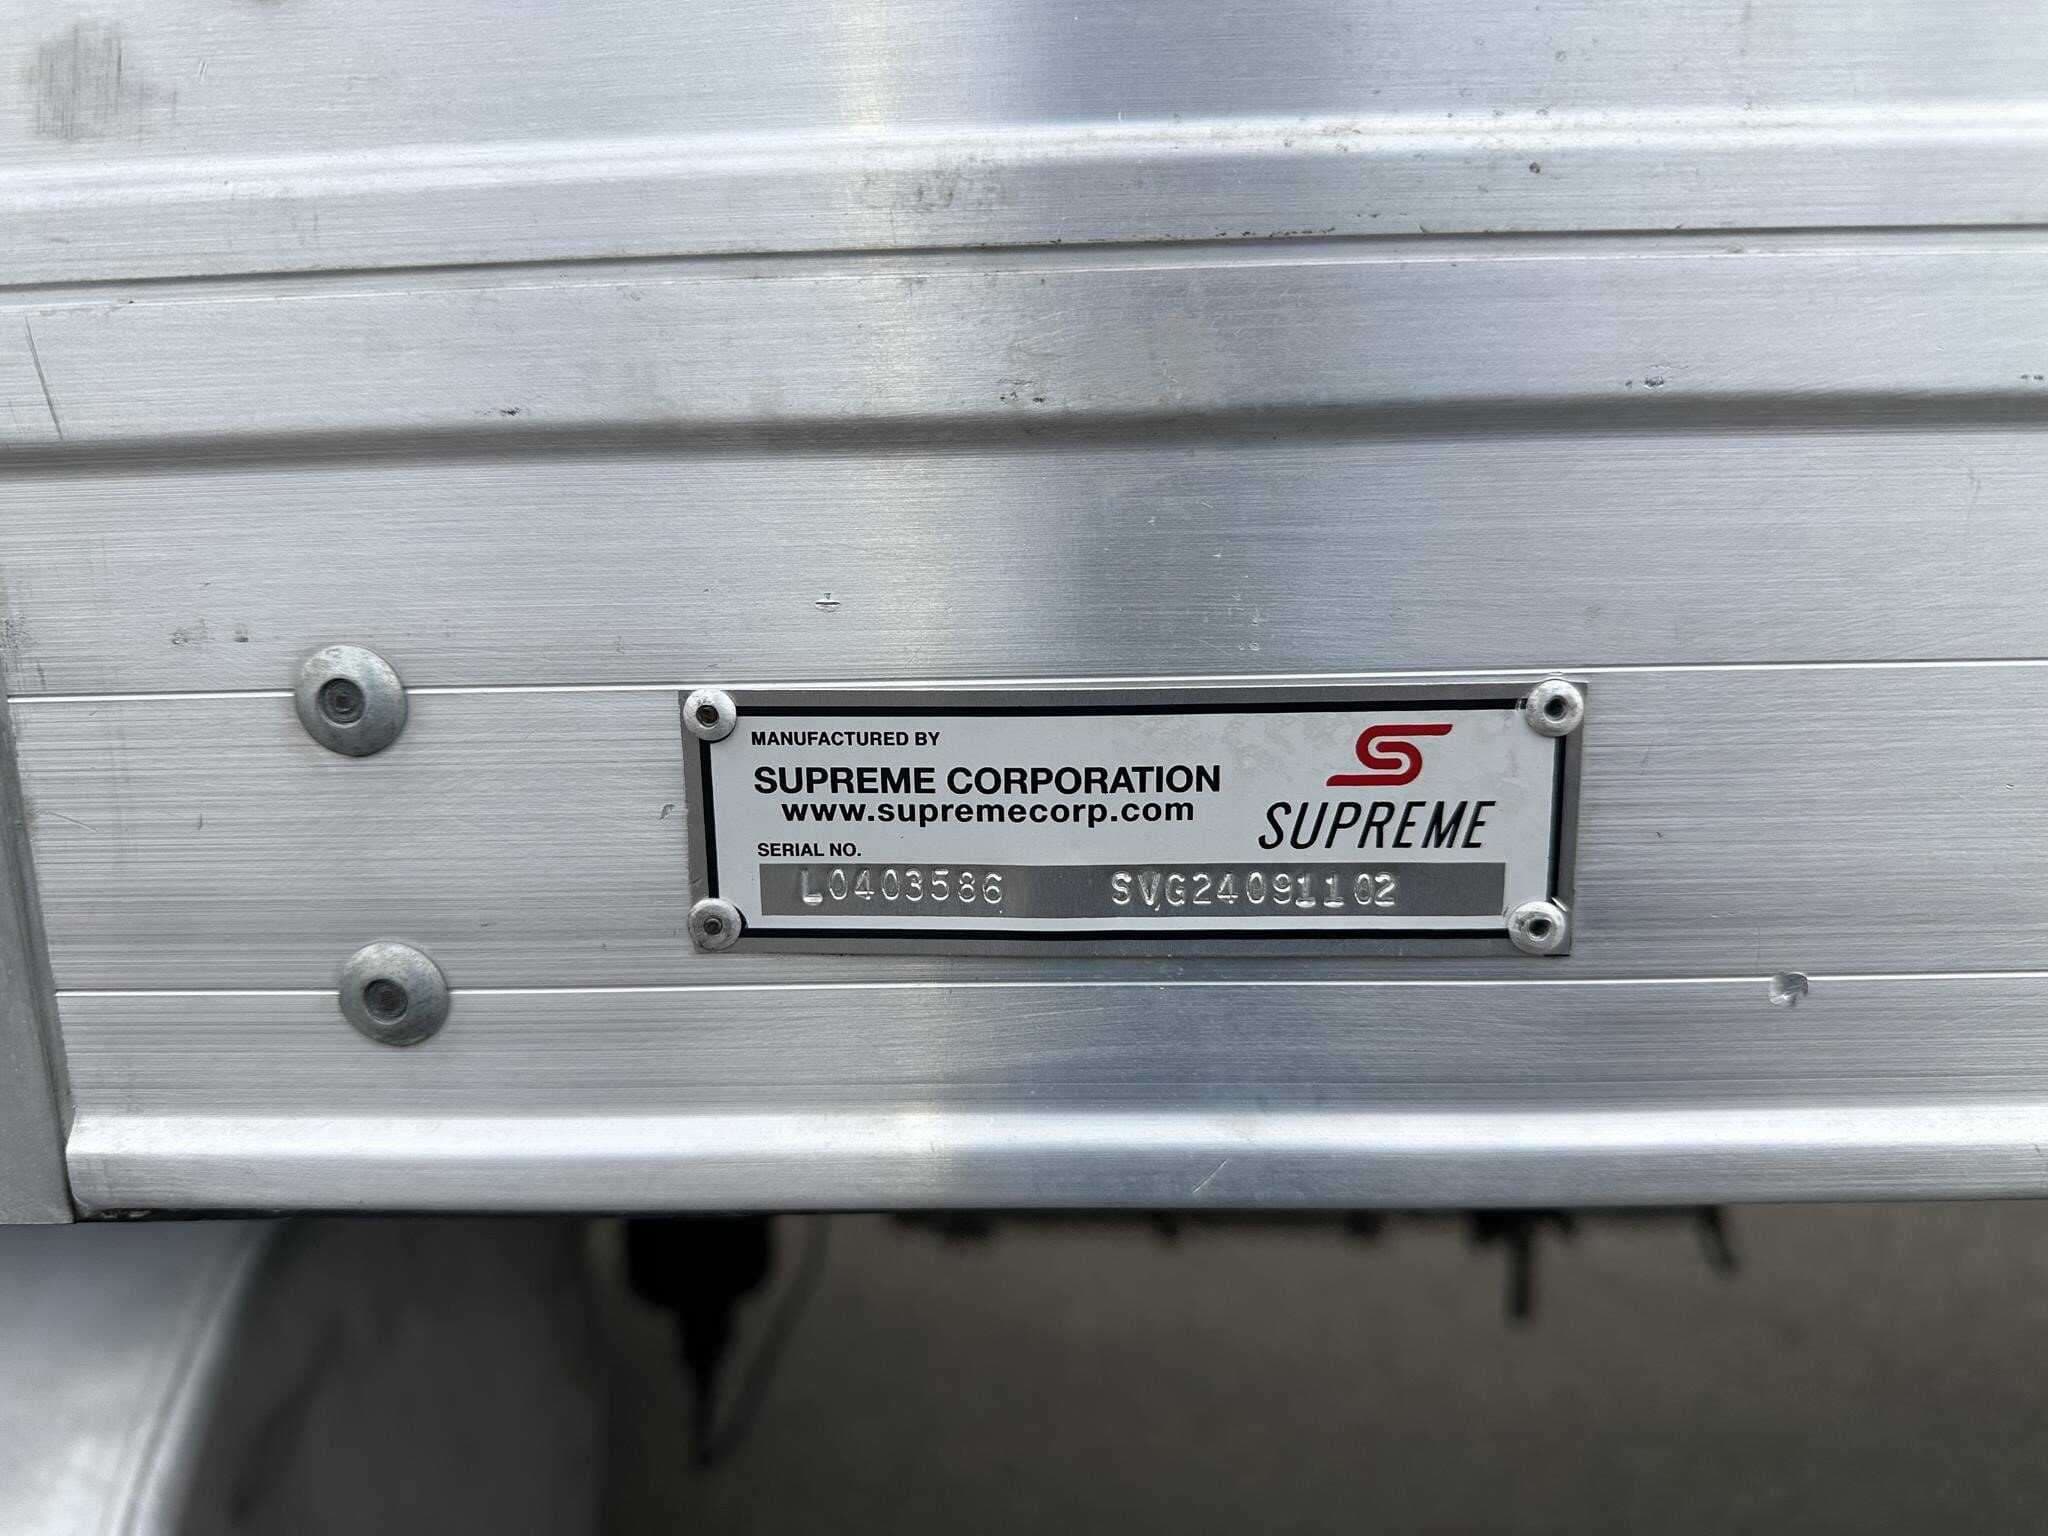 MANUFACTURED BY
SUPREME CORPORATION
www.supremecorp.com
SUPREME
SERIAL NO.
L0403586 SVG24091102